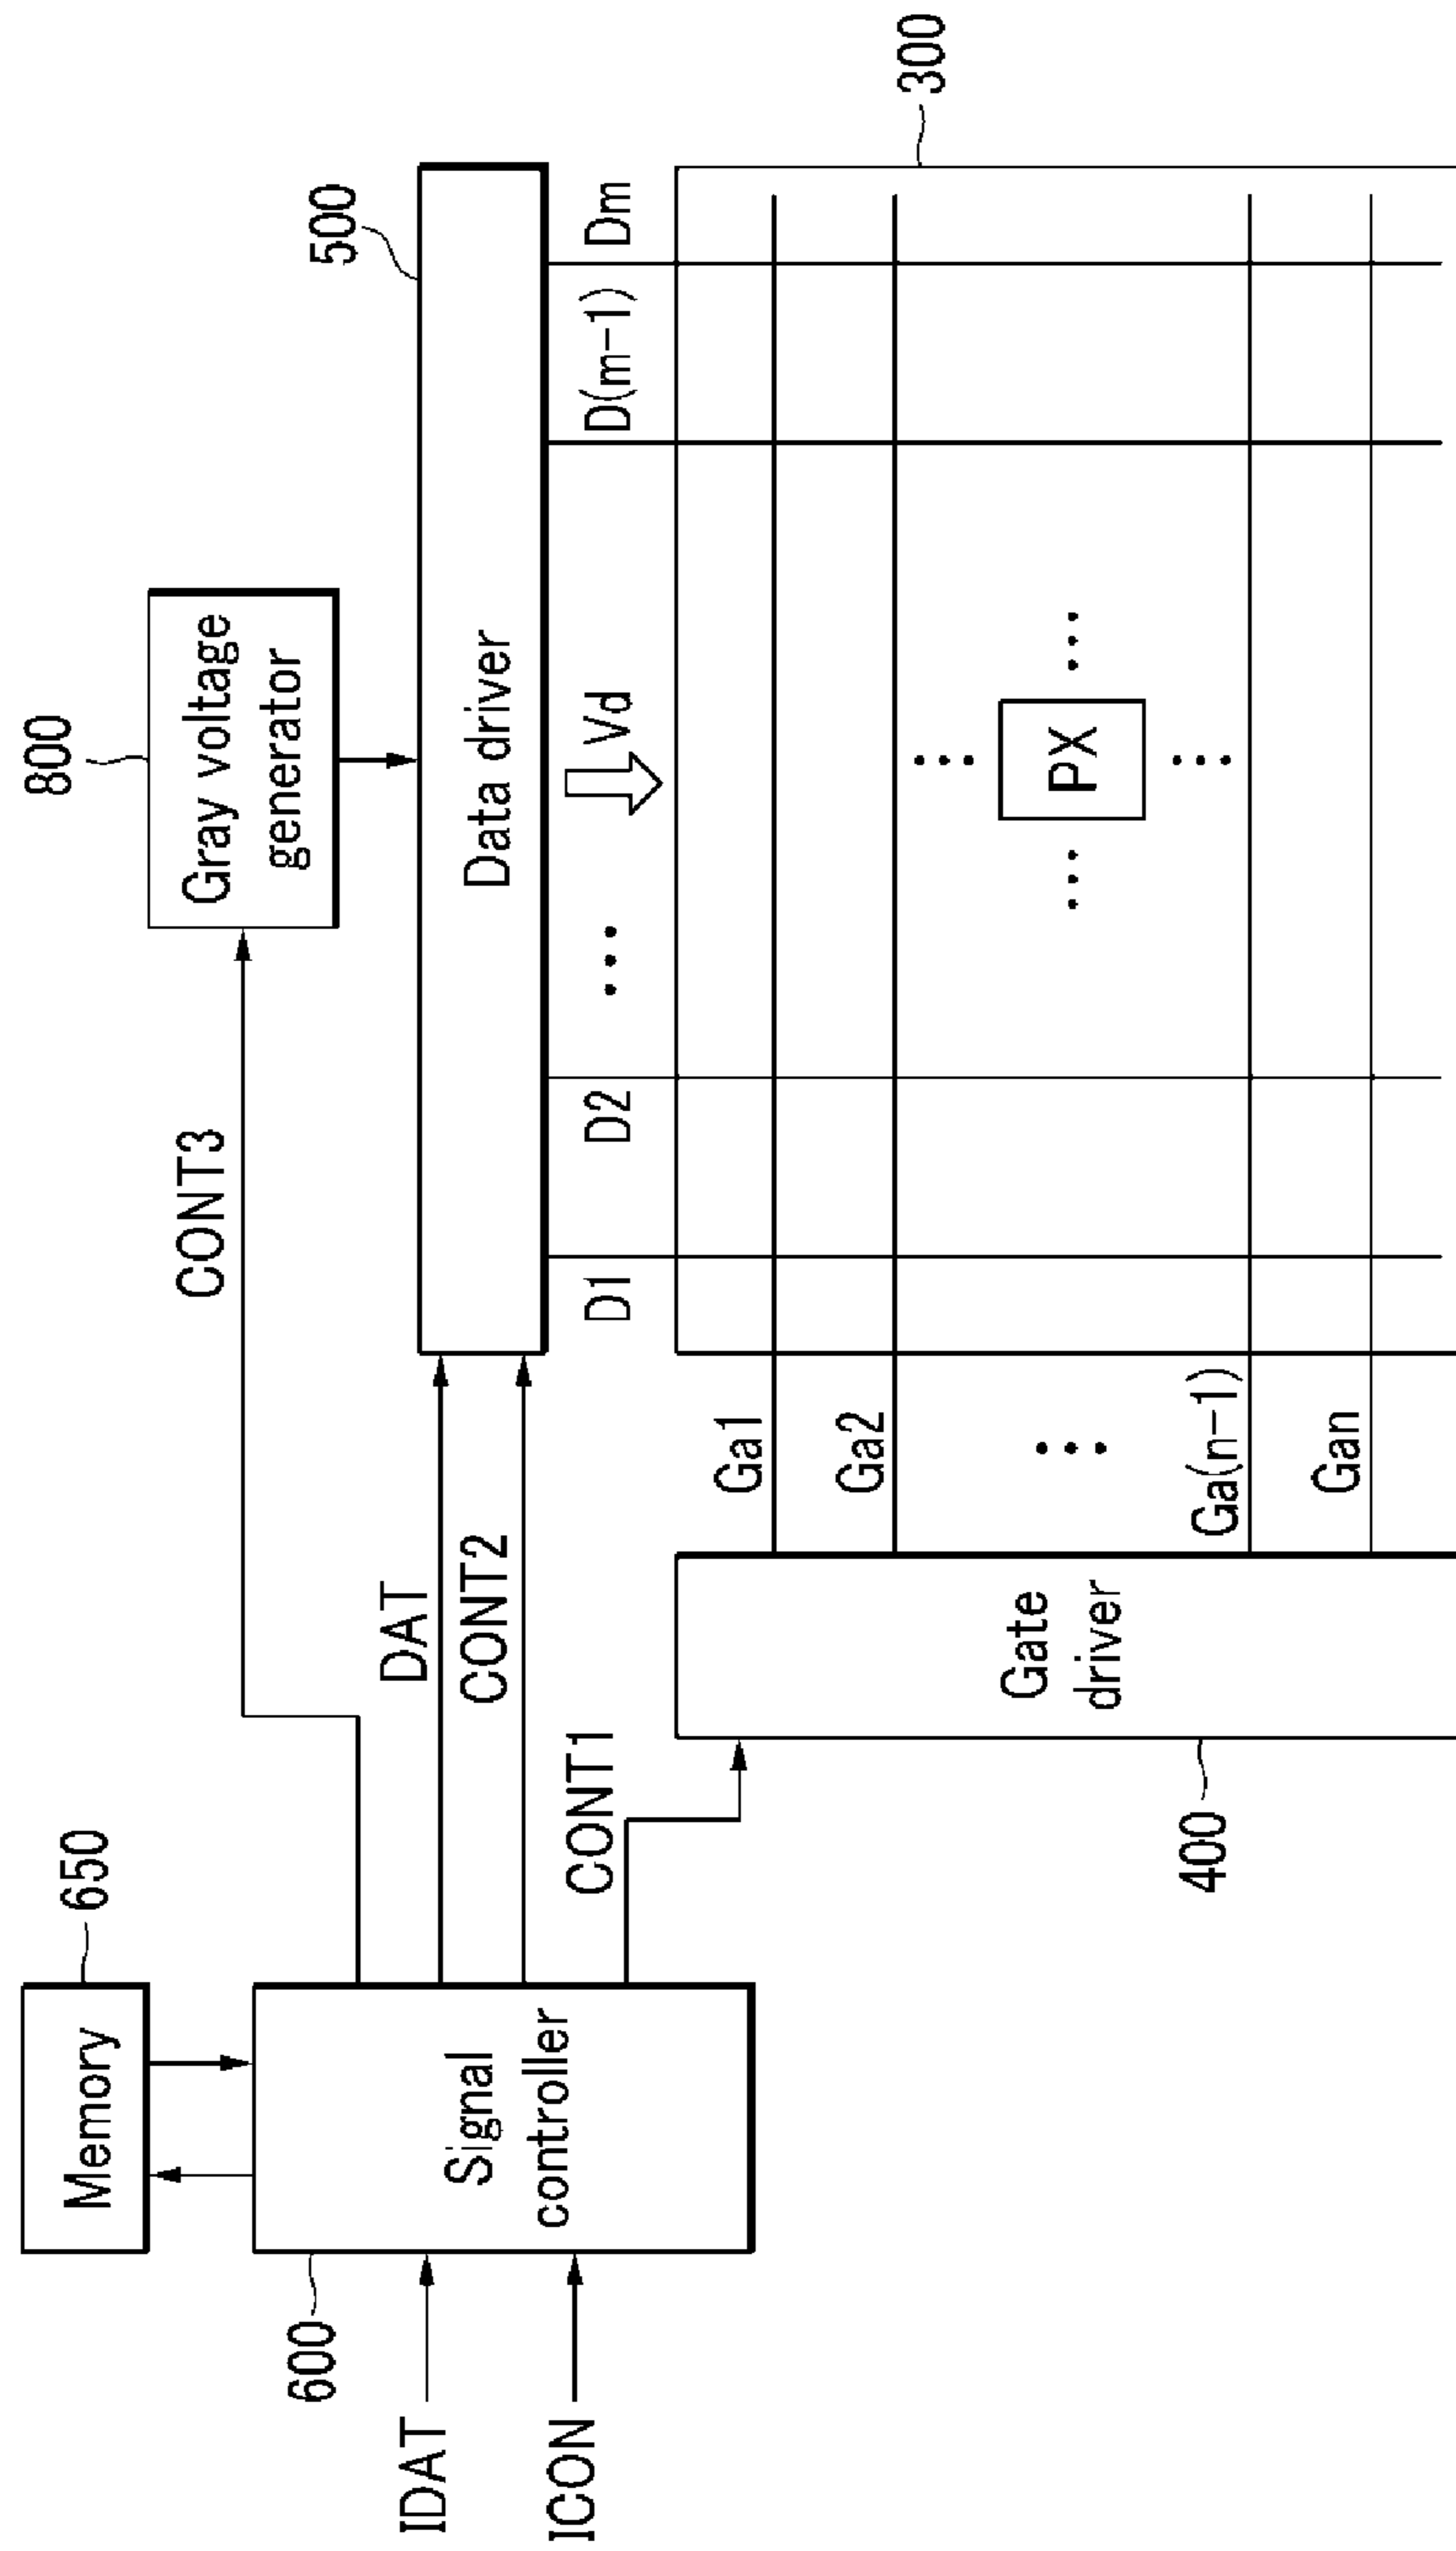 800
Gray voltage
generator
650
Memory
CONT3
500
Data driver
600
Signal
controller
IDAT
ICON
DAT
CONT2
CONT1
D1
D2
Vd
D(m-1)
Dm
300
Ga1
Ga2
Ga(n-1)
Gan
PX
Gate
driver
400